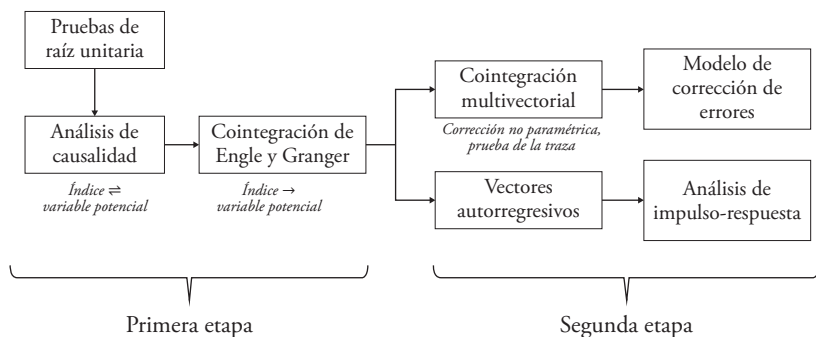 Pruebas de
raíz unitaria
Análisis de
causalidad
Índice ⇌
variable potencial
Cointegración de
Engle y Granger
Índice →
variable potencial
Cointegración
multivectorial
Corrección no paramétrica,
prueba de la traza
Modelo de
corrección de
errores
Vectores
autorregresivos
Análisis de
impulso-respuesta
Primera etapa
Segunda etapa